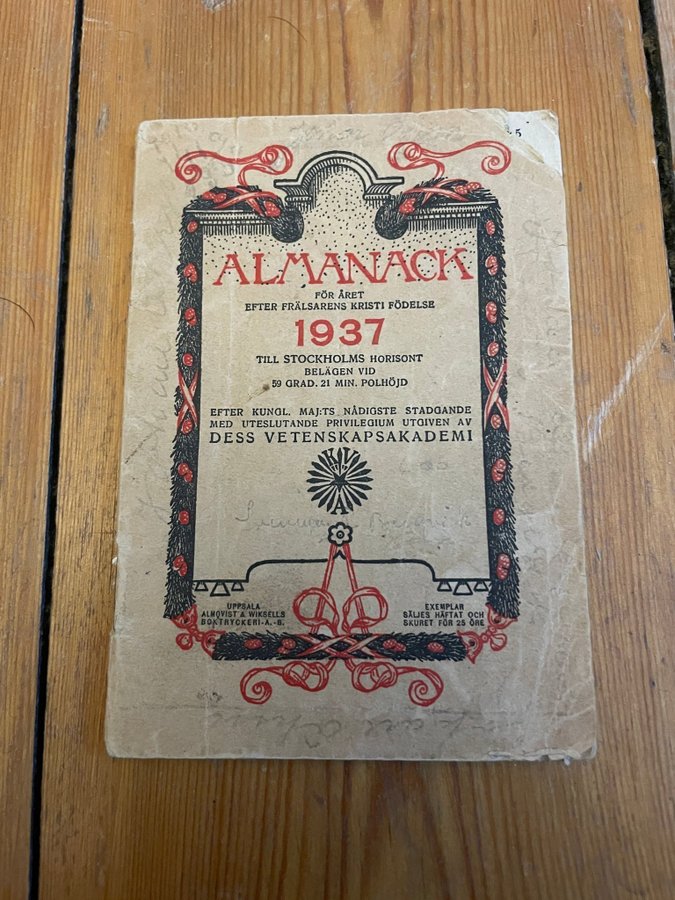 ALMANACK
FÖR ÅRET
EFTER FRÄLSARENS KRISTI FÖDELSE
1937
TILL STOCKHOLMS HORISONT
BELÄGEN VID
59 GRAD. 21 MIN. POLHÖJD
EFTER KUNGL. MAJ:TS NÅDIGSTE STADGANDE
MED UTESLUTANDE PRIVILEGIUM UTGIVEN AV
DESS VETENSKAPSAKADEMI
K V A
UPPSALA
ALMQVIST & WIKSELLS
BOKTRYCKERI-A.-B.
EXEMPLAR
SÄLJES HÄFTAT OCH
SKURET FÖR 25 ÖRE
5